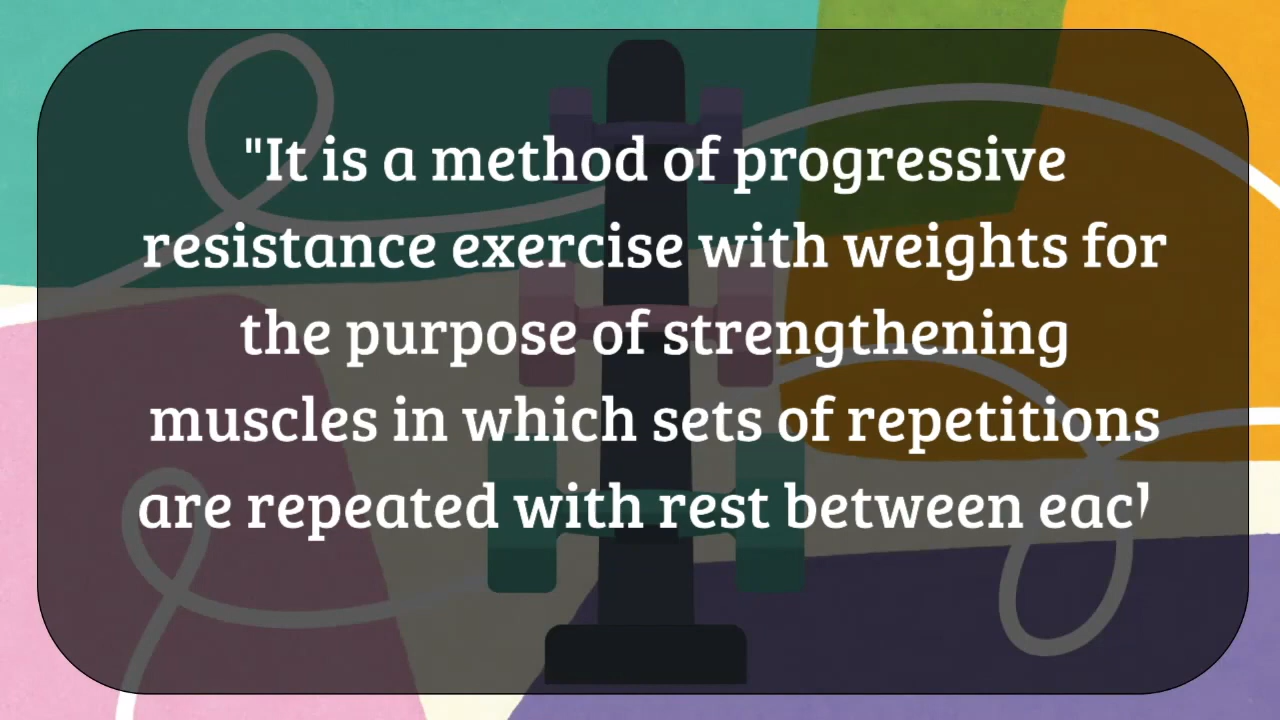 "It is a method of progressive
resistance exercise with weights for
the purpose of strengthening
muscles in which sets of repetitions
are repeated with rest between